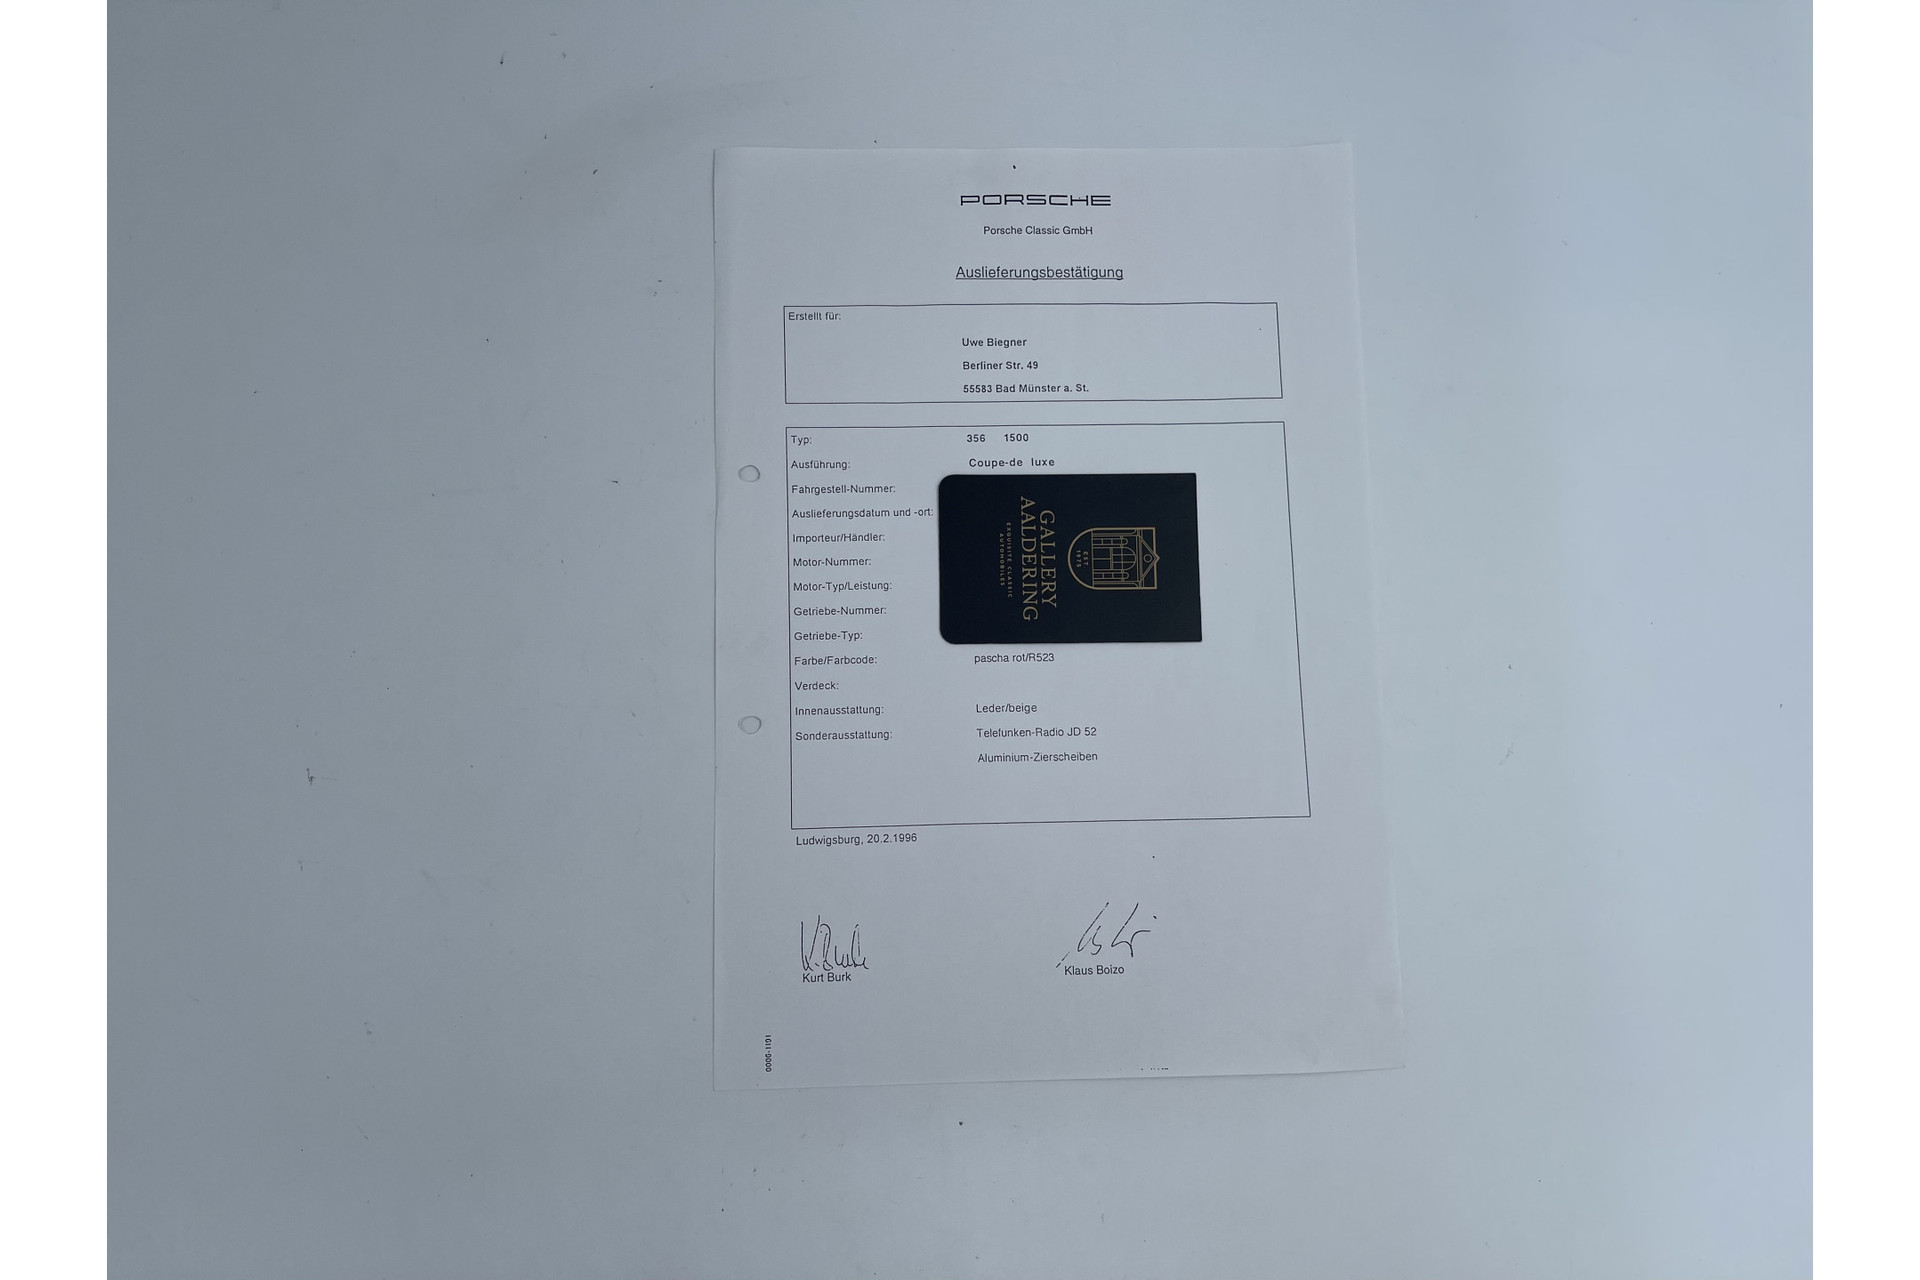 PORSCHE
Porsche Classic GmbH
Auslieferungsbestätigung
Erstellt für:
Uwe Biegner
Berliner Str. 49
55583 Bad Münster a. St.
Typ: 356 1500
Ausführung: Coupe-de luxe
Fahrgestell-Nummer:
Auslieferungsdatum und -ort:
Importeur/Händler:
Motor-Nummer:
Motor-Typ/Leistung:
Getriebe-Nummer:
Getriebe-Typ:
EST
1975
GALLERY
AALDERING
EXQUISITE CLASSIC
AUTOMOBILES
Farbe/Farbcode: pascha rot/R523
Verdeck:
Innenausstattung: Leder/beige
Sonderausstattung: Telefunken-Radio JD 52
Aluminium-Zierscheiben
Ludwigsburg, 20.2.1996
Kurt Burk
Klaus Boizo